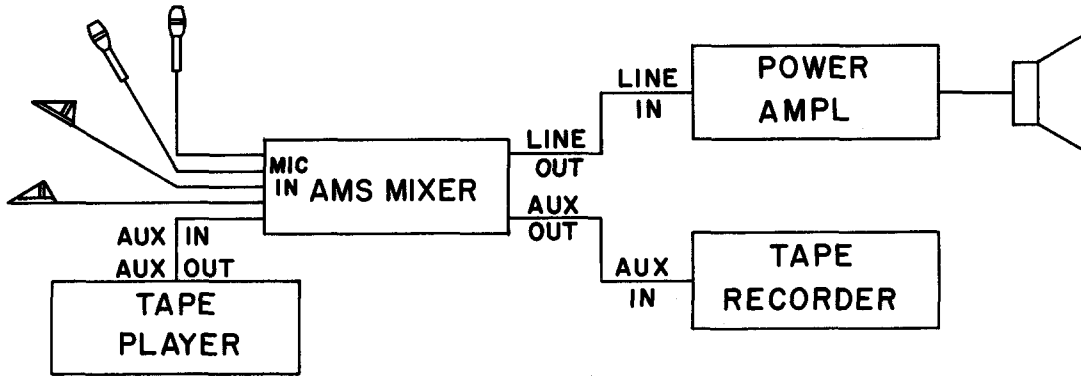 POWER
AMPL
LINE
IN
LINE
OUT
MIC
IN
AMS MIXER
AUX
OUT
AUX IN
AUX OUT
TAPE
PLAYER
AUX
IN
TAPE
RECORDER